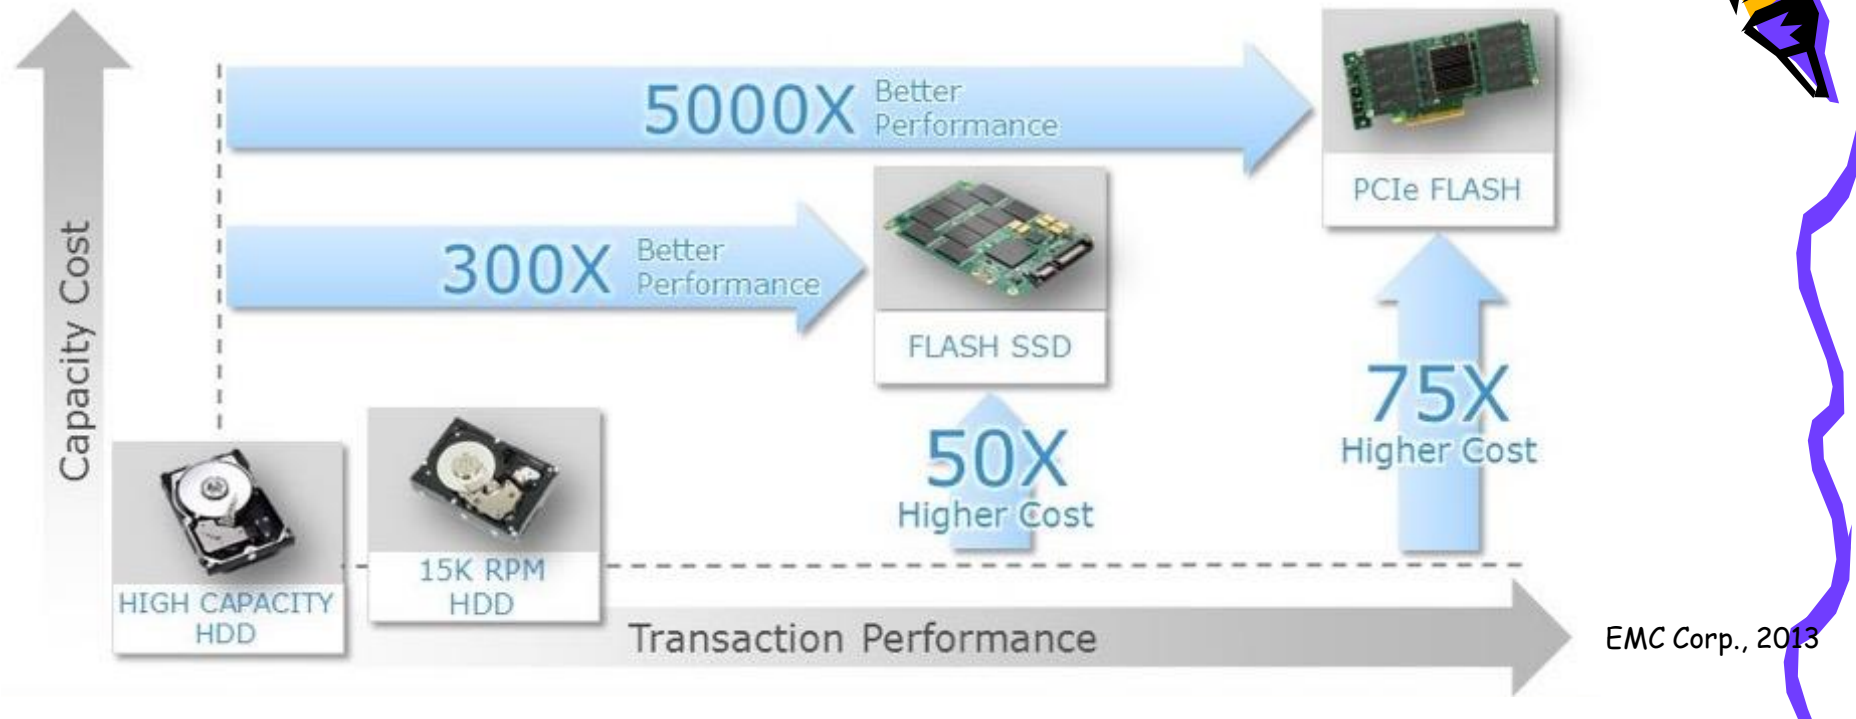 5000X Better
Performance
PCIe FLASH
300X Better
Performance
FLASH SSD
Capacity Cost
75X
Higher Cost
50X
Higher Cost
15K RPM
HDD
HIGH CAPACITY
HDD
Transaction Performance
EMC Corp., 2013